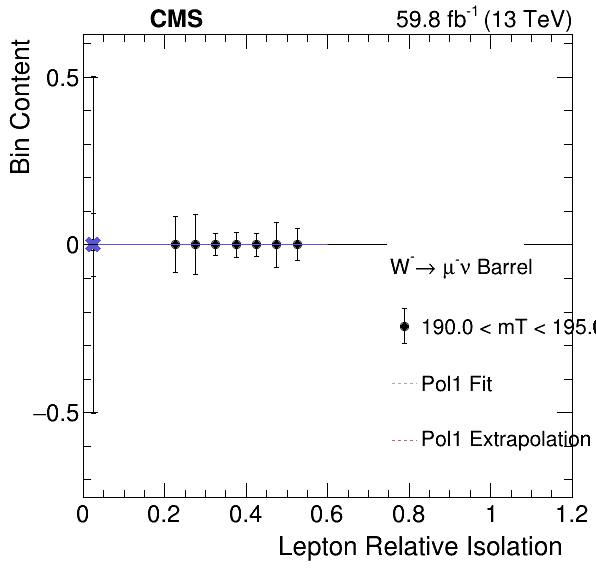 CMS
59.8 fb⁻¹ (13 TeV)
Bin Content
0.5
0
−0.5
W⁻→ μ⁻ν Barrel
190.0 < mT < 195.0
Pol1 Fit
Pol1 Extrapolation
0 0.2 0.4 0.6 0.8 1 1.2
Lepton Relative Isolation